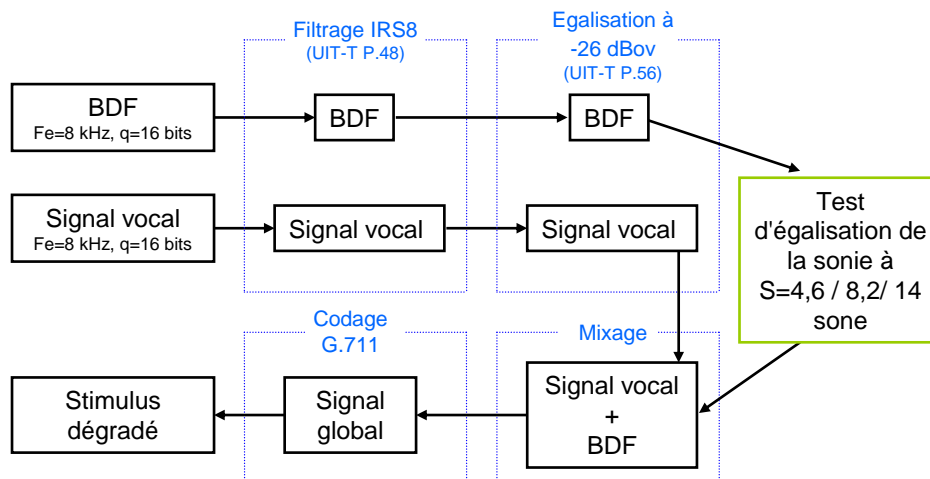 Filtrage IRS8
(UIT-T P.48)
Egalisation à
-26 dBov
(UIT-T P.56)
BDF
Fe=8 kHz, q=16 bits
BDF
BDF
Signal vocal
Fe=8 kHz, q=16 bits
Signal vocal
Signal vocal
Test
d'égalisation de
la sonie à
S=4,6 / 8,2/ 14
sone
Codage
G.711
Mixage
Stimulus
dégradé
Signal
global
Signal vocal
+
BDF